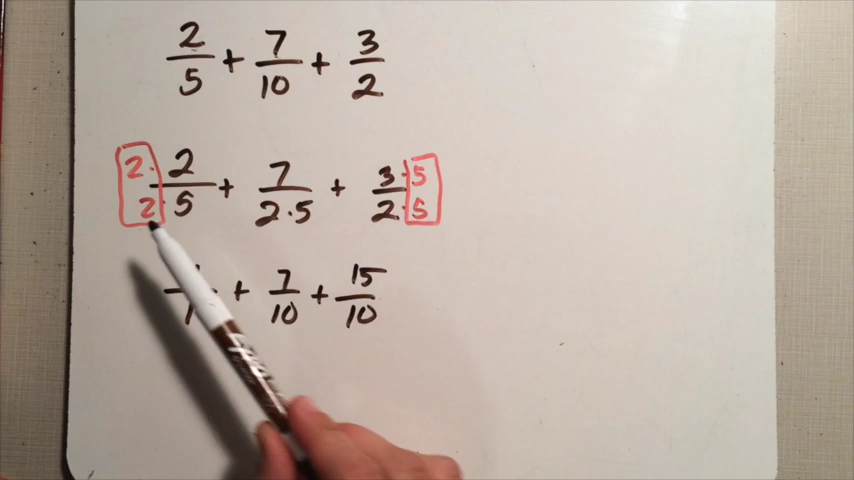 2/5 + 7/10 + 3/2
2·2/2·5 + 7/2·5 + 3·5/2·5
+ 7/10 + 15/10